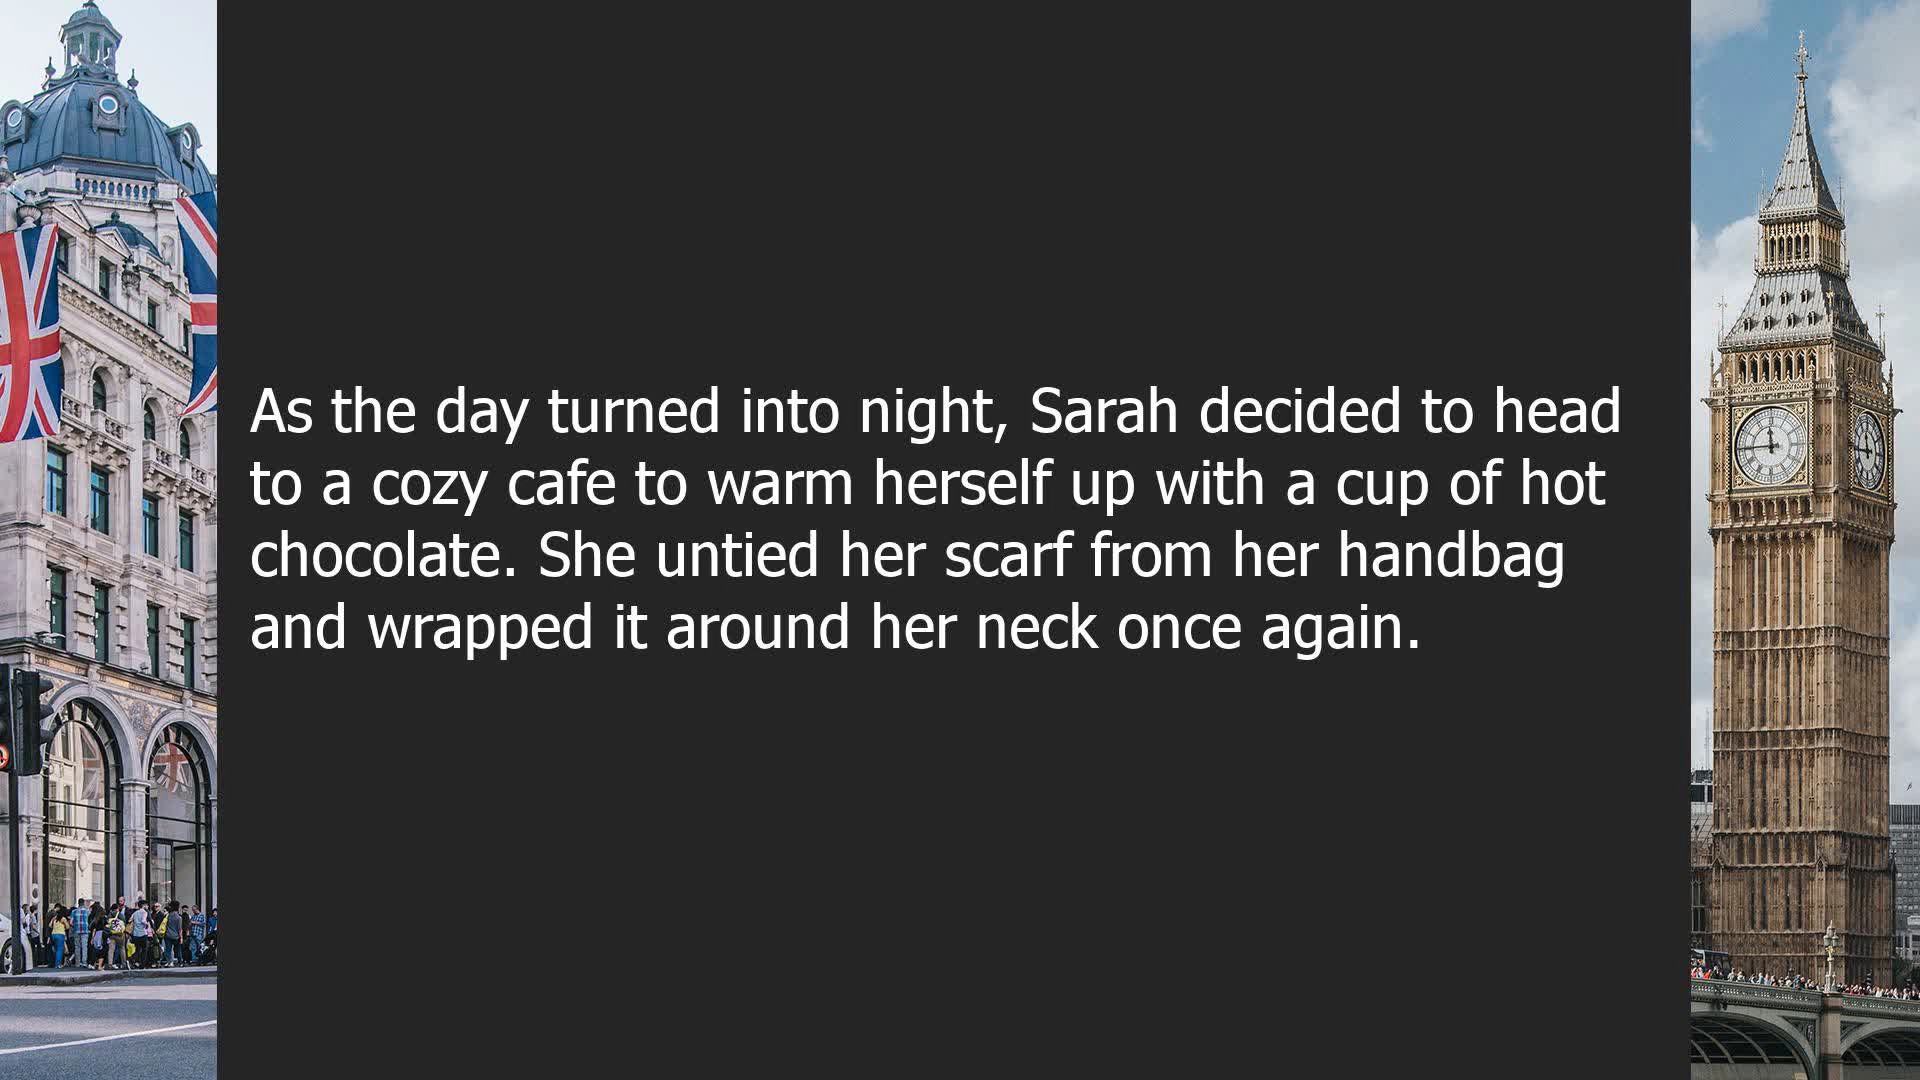 As the day turned into night, Sarah decided to head
to a cozy cafe to warm herself up with a cup of hot
chocolate. She untied her scarf from her handbag
and wrapped it around her neck once again.